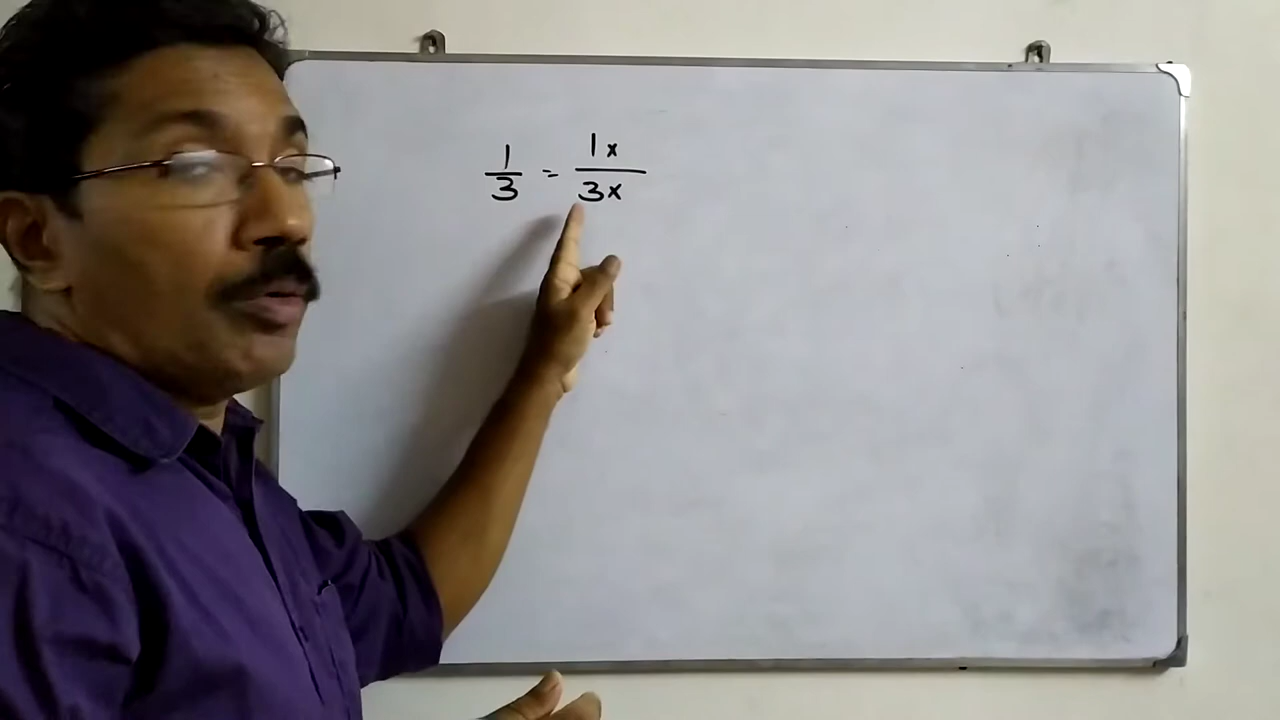 1/3 = 1x/3x